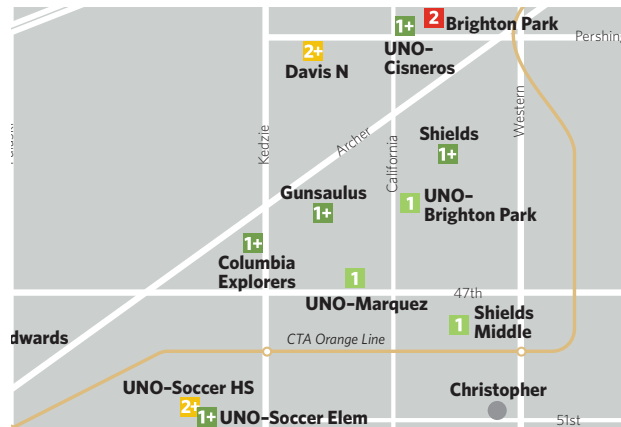 2
Brighton Park
1+
UNO–
Cisneros
Pershing
2+
Davis N
Western
Kedzie
Archer
California
Shields
1+
Gunsaulus
1+
1
UNO–
Brighton Park
1+
Columbia
Explorers
1
UNO–Marquez
47th
1
Shields
Middle
dwards
CTA Orange Line
UNO–Soccer HS
2+
1+
UNO–Soccer Elem
Christopher
51st